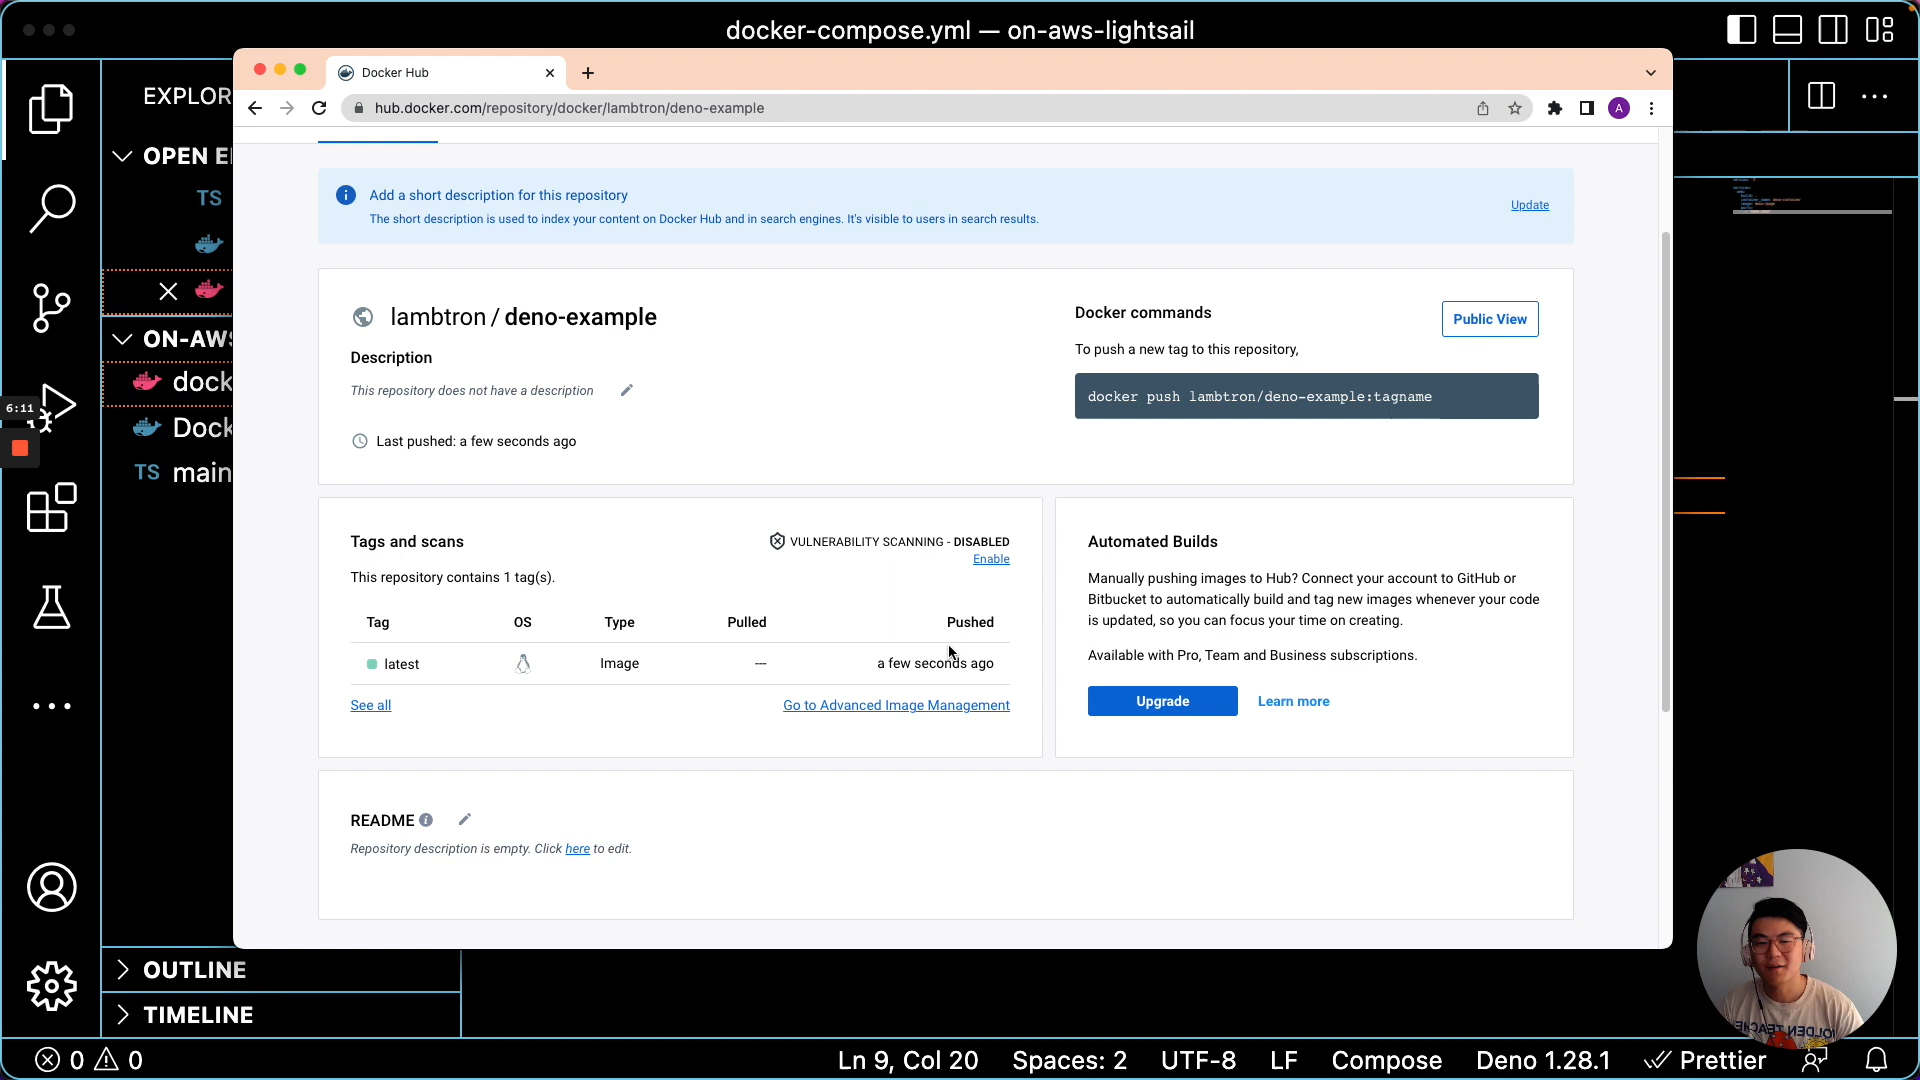 docker-compose.yml — on-aws-lightsail
EXPLOR
OPEN E
TS
ON-AWS
dock
Dock
TS main
6:11
OUTLINE
TIMELINE
Docker Hub
hub.docker.com/repository/docker/lambtron/deno-example
A
Add a short description for this repository
The short description is used to index your content on Docker Hub and in search engines. It's visible to users in search results.
Update
lambtron / deno-example
Description
This repository does not have a description
Last pushed: a few seconds ago
Docker commands
Public View
To push a new tag to this repository,
docker push lambtron/deno-example:tagname
Tags and scans
VULNERABILITY SCANNING - DISABLED
Enable
This repository contains 1 tag(s).
Tag OS Type Pulled Pushed
latest Image --- a few seconds ago
See all
Go to Advanced Image Management
Automated Builds
Manually pushing images to Hub? Connect your account to GitHub or
Bitbucket to automatically build and tag new images whenever your code
is updated, so you can focus your time on creating.
Available with Pro, Team and Business subscriptions.
Upgrade
Learn more
README
Repository description is empty. Click here to edit.
0 0
Ln 9, Col 20 Spaces: 2 UTF-8 LF Compose Deno 1.28.1 Prettier